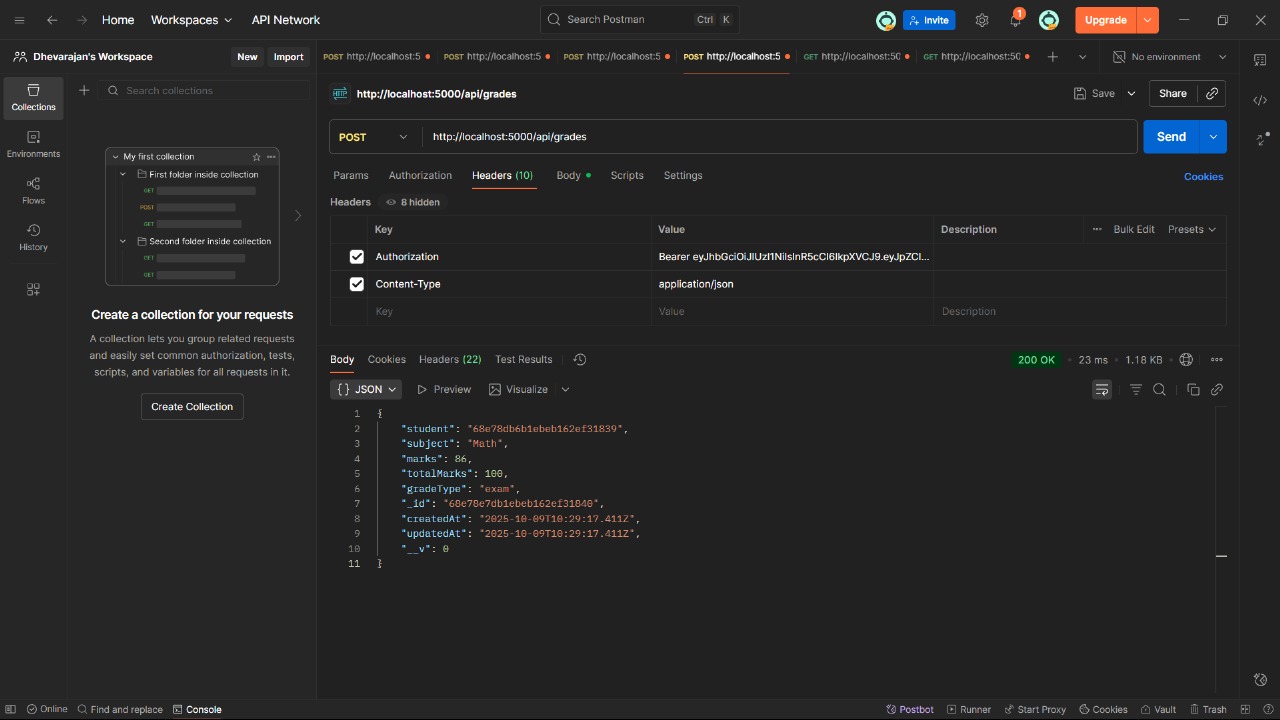 Home Workspaces API Network Search Postman Ctrl K Invite 1 Upgrade
Dhevarajan's Workspace New Import
POST http://localhost:5 POST http://localhost:5 POST http://localhost:5 POST http://localhost:5 GET http://localhost:50 GET http://localhost:50 No environment
Collections
Environments
Flows
History
Search collections
My first collection
First folder inside collection
GET
POST
GET
Second folder inside collection
GET
GET
Create a collection for your requests
A collection lets you group related requests
and easily set common authorization, tests,
scripts, and variables for all requests in it.
Create Collection
HTTP http://localhost:5000/api/grades Save Share
POST http://localhost:5000/api/grades Send
Params Authorization Headers (10) Body Scripts Settings Cookies
Headers 8 hidden
Key Value Description Bulk Edit Presets
Authorization Bearer
Content-Type application/json
Key Value Description
Body Cookies Headers (22) Test Results 200 OK 23 ms 1.18 KB
{} JSON Preview Visualize
1 {
2 "student": "68e78db6b1ebeb162ef31839",
3 "subject": "Math",
4 "marks": 86,
5 "totalMarks": 100,
6 "gradeType": "exam",
7 "_id": "68e78e7db1ebeb162ef31840",
8 "createdAt": "2025-10-09T10:29:17.411Z",
9 "updatedAt": "2025-10-09T10:29:17.411Z",
10 "__v": 0
11 }
Online Find and replace Console Postbot Runner Start Proxy Cookies Vault Trash